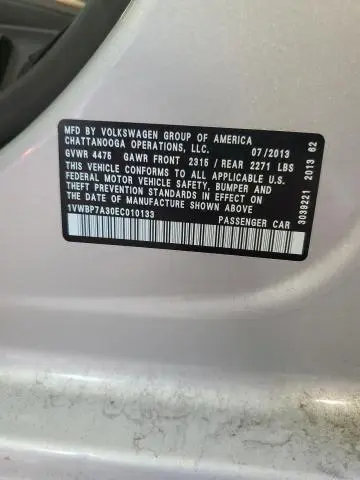 MFD BY VOLKSWAGEN GROUP OF AMERICA
CHATTANOOGA OPERATIONS, LLC. 07/2013
GVWR 4476 GAWR FRONT 2315 / REAR 2271 LBS
THIS VEHICLE CONFORMS TO ALL APPLICABLE U.S.
FEDERAL MOTOR VEHICLE SAFETY, BUMPER AND
THEFT PREVENTION STANDARDS IN EFFECT ON
THE DATE OF MANUFACTURE SHOWN ABOVE
1VWBP7A30EC010133 PASSENGER CAR
3039221 2013 62